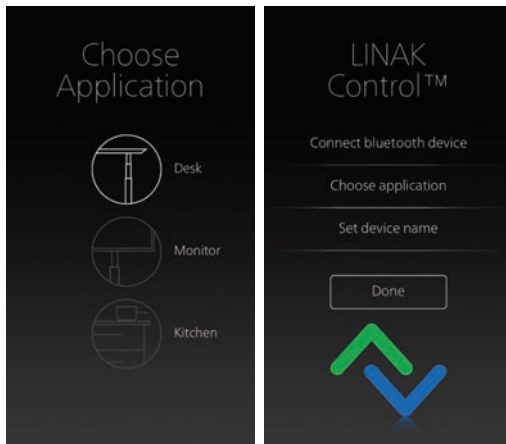 Choose
Application
Desk
Monitor
Kitchen
LINAK
Control™
Connect bluetooth device
Choose application
Set device name
Done